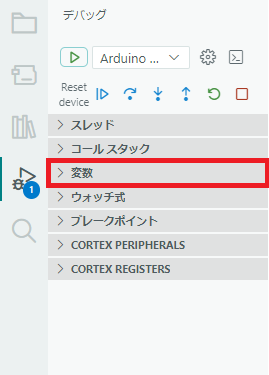 デバッグ
Arduino ...
Reset
device
スレッド
コール スタック
変数
ウォッチ式
ブレークポイント
CORTEX PERIPHERALS
CORTEX REGISTERS
1